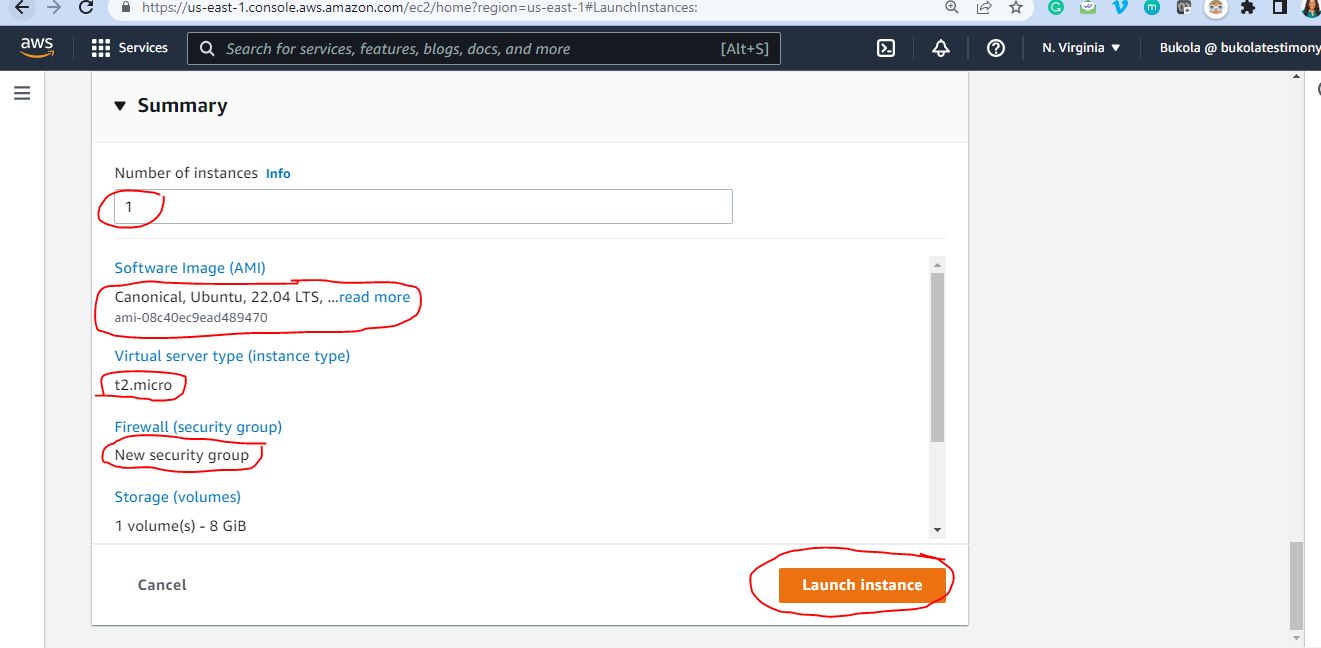 https://us-east-1.console.aws.amazon.com/ec2/home?region=us-east-1#LaunchInstances:
aws
Services
Search for services, features, blogs, docs, and more [Alt+S]
N. Virginia ▼
Bukola @ bukolatestimony
▼ Summary
Number of instances Info
1
Software Image (AMI)
Canonical, Ubuntu, 22.04 LTS, ...read more
ami-08c40ec9ead489470
Virtual server type (instance type)
t2.micro
Firewall (security group)
New security group
Storage (volumes)
1 volume(s) - 8 GiB
Cancel
Launch instance